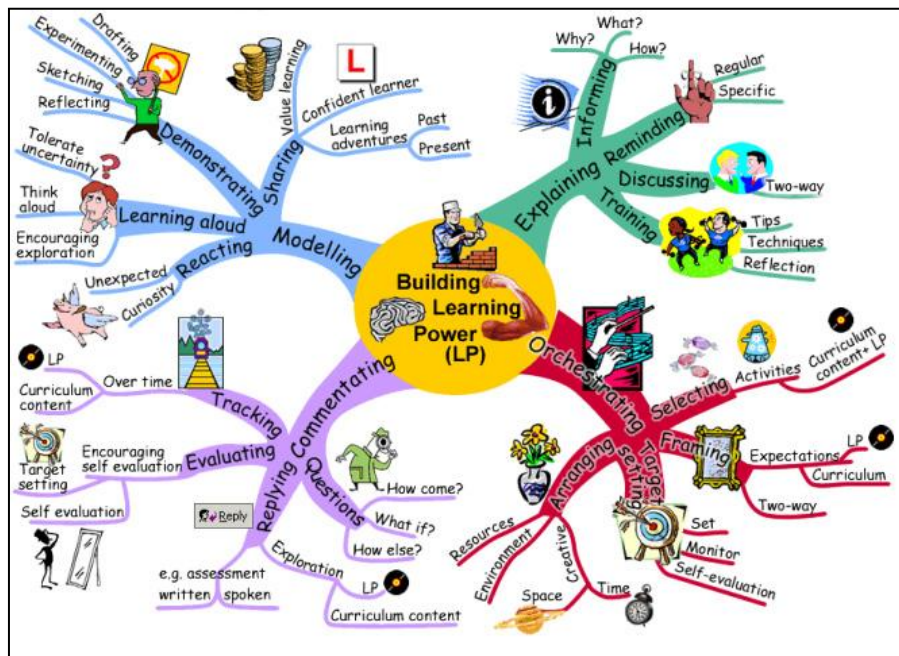 Building
Learning
Power
(LP)
Modelling
Demonstrating
Drafting
Experimenting
Sketching
Reflecting
Sharing
Value learning
L
Confident learner
Learning
adventures
Past
Present
Learning aloud
Tolerate
uncertainty
?
Think
aloud
Encouraging
exploration
Reacting
Unexpected
Curiosity
Explaining
Informing
Why?
What?
How?
i
Reminding
Regular
Specific
Discussing
Two-way
Training
Tips
Techniques
Reflection
Orchestrating
Selecting
Activities
Curriculum
content+ LP
Framing
Expectations
LP
Curriculum
Two-way
Target
setting
Set
Monitor
Self-evaluation
Arranging
Resources
Environment
Creative
Space
Time
Commentating
Tracking
Over time
LP
Curriculum
content
Evaluating
Encouraging
self evaluation
Target
setting
Self evaluation
Replying
Reply
e.g. assessment
written
spoken
Exploration
LP
Curriculum content
Questions
How come?
What if?
How else?